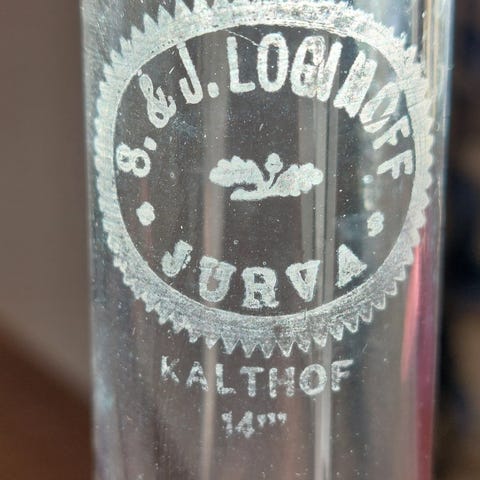 S. & J. LOGINOFF
JURVA
KALTHOF
14'''